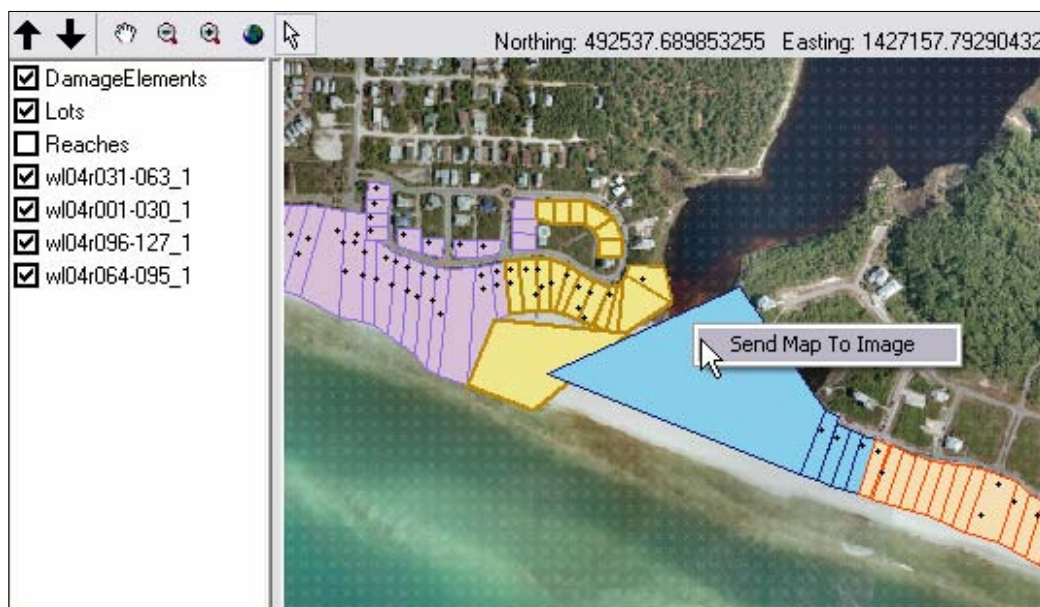 Northing: 492537.689853255 Easting: 1427157.79290432
DamageElements
Lots
Reaches
wl04r031-063_1
wl04r001-030_1
wl04r096-127_1
wl04r064-095_1
Send Map To Image